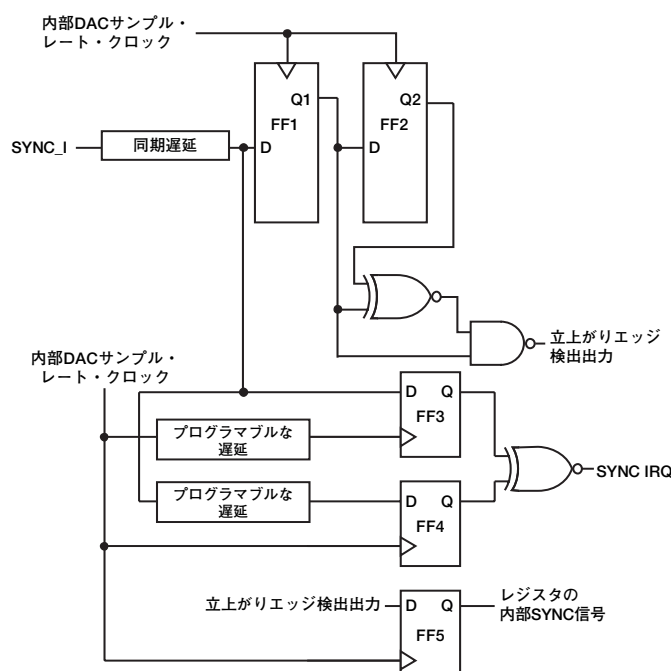 内部DACサンプル・
レート・クロック
Q1
FF1
D
Q2
FF2
D
SYNC_I
同期遅延
立上がりエッジ
検出出力
内部DACサンプル・
レート・クロック
プログラマブルな
遅延
D Q
FF3
プログラマブルな
遅延
D Q
FF4
SYNC IRQ
立上がりエッジ検出出力
D Q
FF5
レジスタの
内部SYNC信号